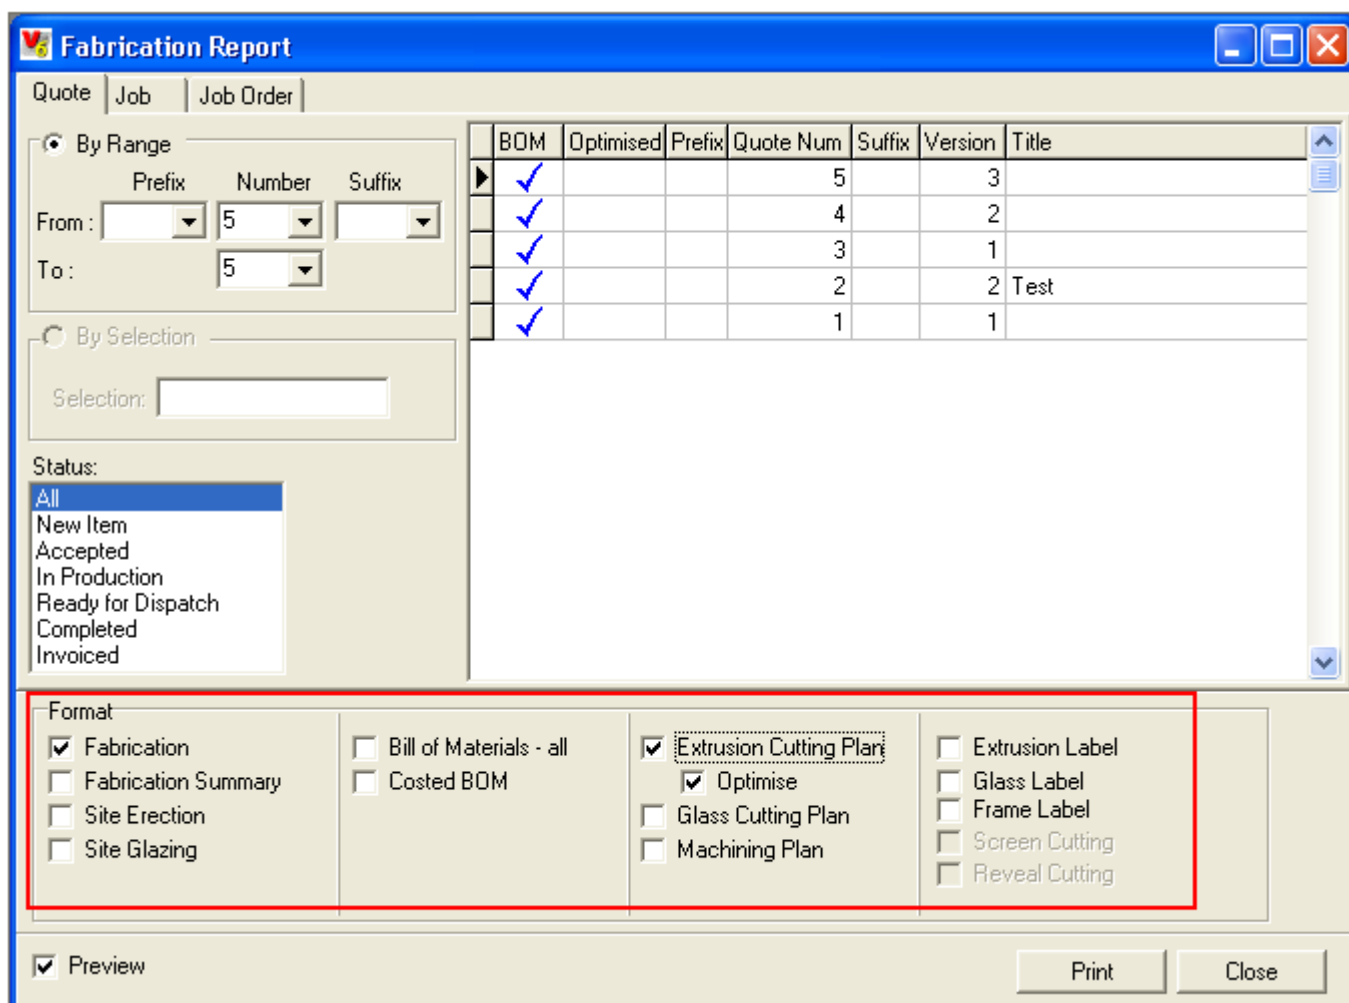 Fabrication Report
Quote Job Job Order
By Range
Prefix Number Suffix
From : 5
To : 5
By Selection
Selection:
Status:
All
New Item
Accepted
In Production
Ready for Dispatch
Completed
Invoiced
BOM Optimised Prefix Quote Num Suffix Version Title
5 3
4 2
3 1
2 2 Test
1 1
Format
Fabrication
Fabrication Summary
Site Erection
Site Glazing
Bill of Materials - all
Costed BOM
Extrusion Cutting Plan
Optimise
Glass Cutting Plan
Machining Plan
Extrusion Label
Glass Label
Frame Label
Screen Cutting
Reveal Cutting
Preview
Print Close